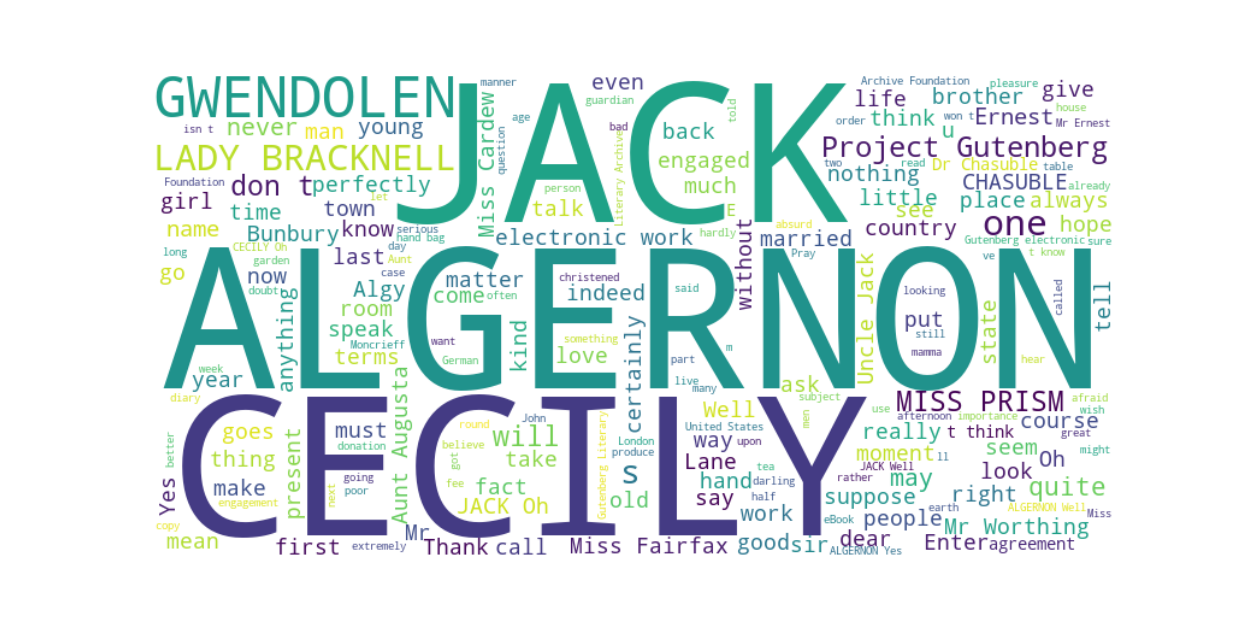 GWENDOLEN
JACK
manner
even
guardian
told
Archive Foundation
pleasure
life
brother
give
house
isn t
never
man
young
age
question
bad
back
think
order
won t
Ernest
Mr Ernest
u
LADY BRACKNELL
Miss Cardew
engaged
Literary Archive
Project Gutenberg
two
read
Dr Chasuble
table
nothing
Foundation
don t
perfectly
let
person
much
CHASUBLE
already
girl
time
town
talk
E
little
place
always
name
Bunbury
know
serious
hand bag
hardly
absurd
see
one
hope
electronic work
married
country
long
CECILY Oh
garden
last
day
Aunt
without
Pray
Gutenberg electronic
sure
go
now
case
matter
christened
said
ve
t know
doubt
ALGERNON
anything
Algy
come
often
indeed
looking
called
tell
room
want
something
m
put
still
state
Moncrieff
speak
kind
certainly
Uncle Jack
mamma
terms
German
love
part
hear
week
year
live
many
ask
diary
CECILY
Aunt Augusta
MISS PRISM
afraid
wish
goes
must
John
round
Well
subject
men
use
afternoon
importance
course
United States
better
thing
present
donation
believe
will
London
produce
way
upon
really
t think
great
might
Yes
make
going
poor
got
take
Gutenberg Literary
Lane
tea
moment
JACK Well
ll
seem
look
Oh
engagement
next
fee
fact
s
hand
darling
rather
may
quite
copy
JACK Oh
old
say
half
suppose
right
work
eBook
people
earth
ALGERNON Well
Miss
mean
Mr
Mr Worthing
first
extremely
Thank
call
Miss Fairfax
good
sir
dear
ALGERNON Yes
Enter
agreement